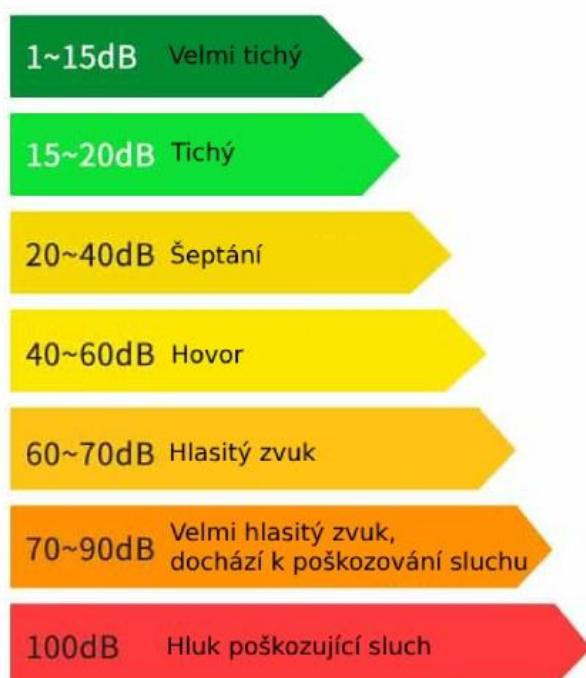 1~15dB Velmi tichý
15~20dB Tichý
20~40dB Šeptání
40~60dB Hovor
60~70dB Hlasitý zvuk
70~90dB Velmi hlasitý zvuk,
dochází k poškozování sluchu
100dB Hluk poškozující sluch